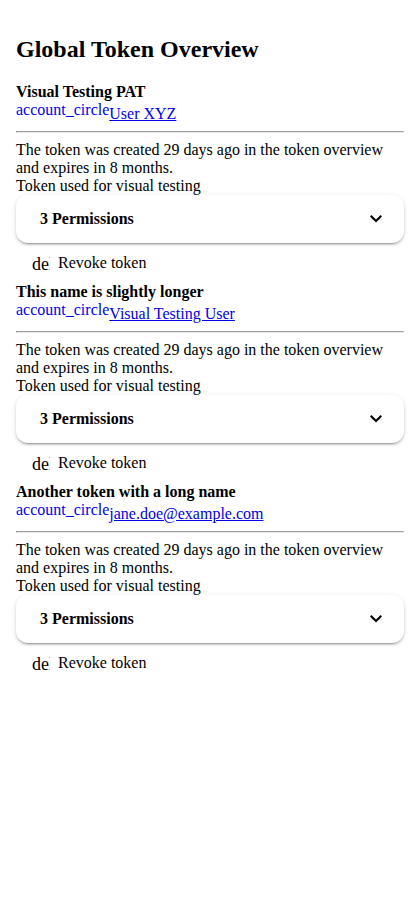 Global Token Overview
Visual Testing PAT
account_circleUser XYZ
The token was created 29 days ago in the token overview
and expires in 8 months.
Token used for visual testing
3 Permissions
de Revoke token
This name is slightly longer
account_circleVisual Testing User
The token was created 29 days ago in the token overview
and expires in 8 months.
Token used for visual testing
3 Permissions
de Revoke token
Another token with a long name
account_circlejane.doe@example.com
The token was created 29 days ago in the token overview
and expires in 8 months.
Token used for visual testing
3 Permissions
de Revoke token